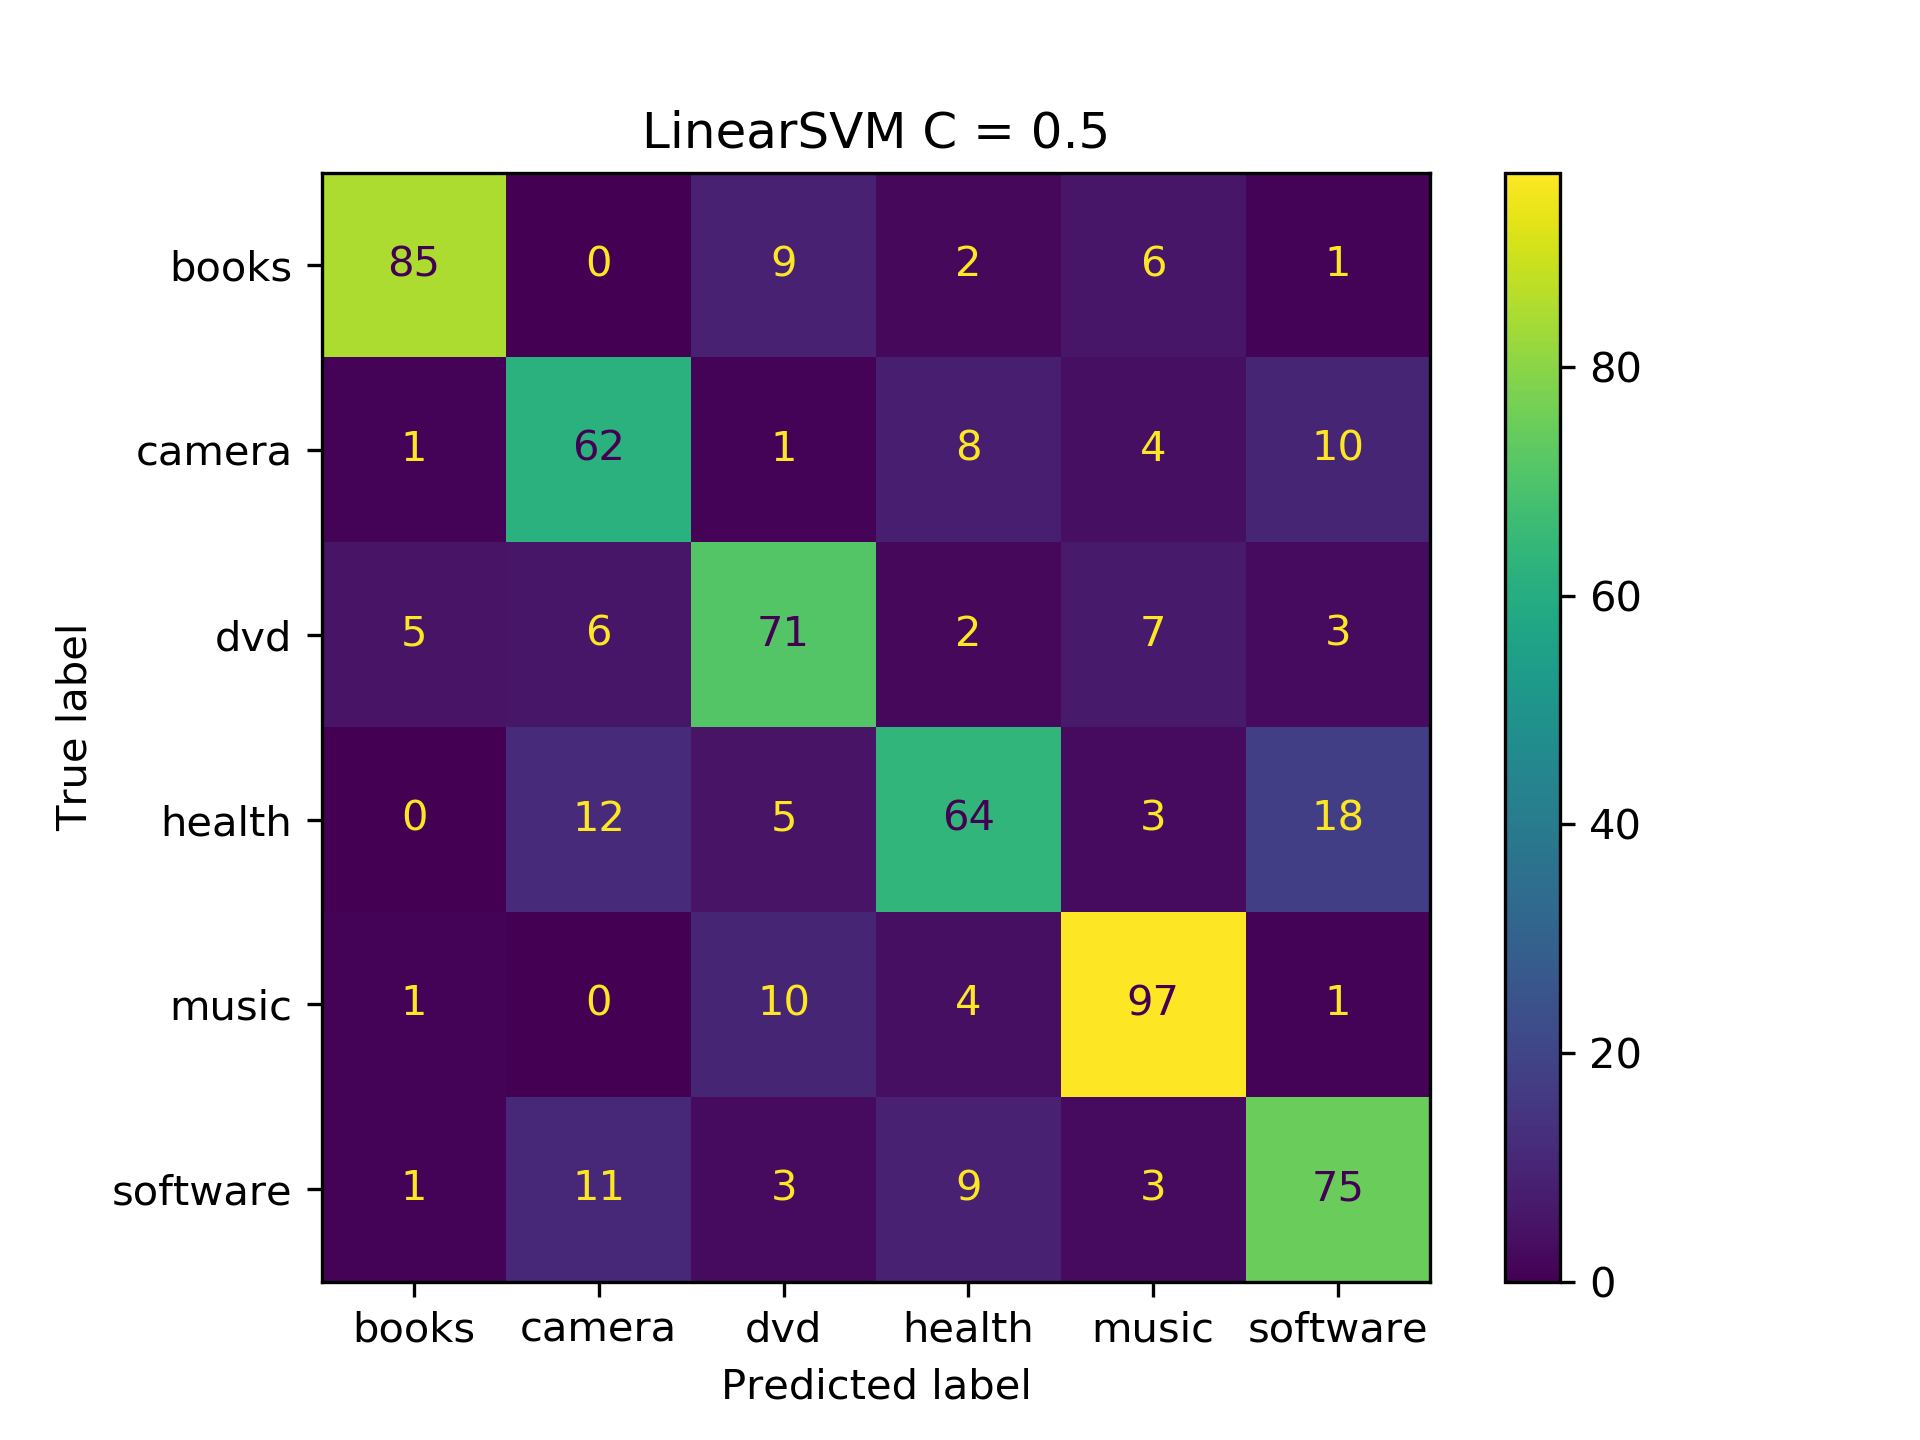 LinearSVM C = 0.5
books 85 0 9 2 6 1
camera 1 62 1 8 4 10
dvd 5 6 71 2 7 3
health 0 12 5 64 3 18
music 1 0 10 4 97 1
software 1 11 3 9 3 75
books camera dvd health music software
Predicted label
True label
80
60
40
20
0